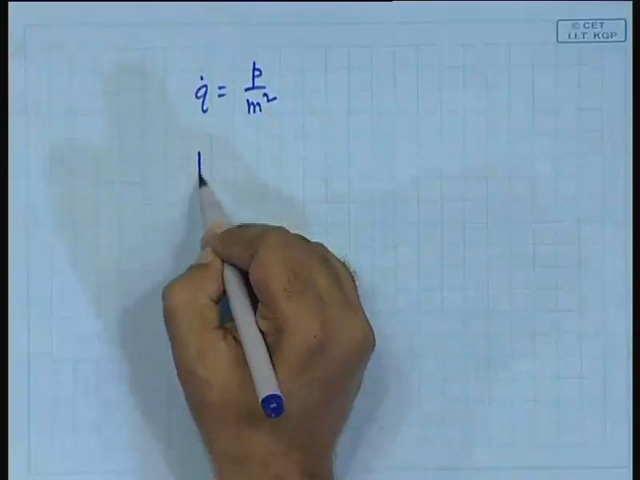 © CET
I.I.T. KGP
q̇ = p/m²